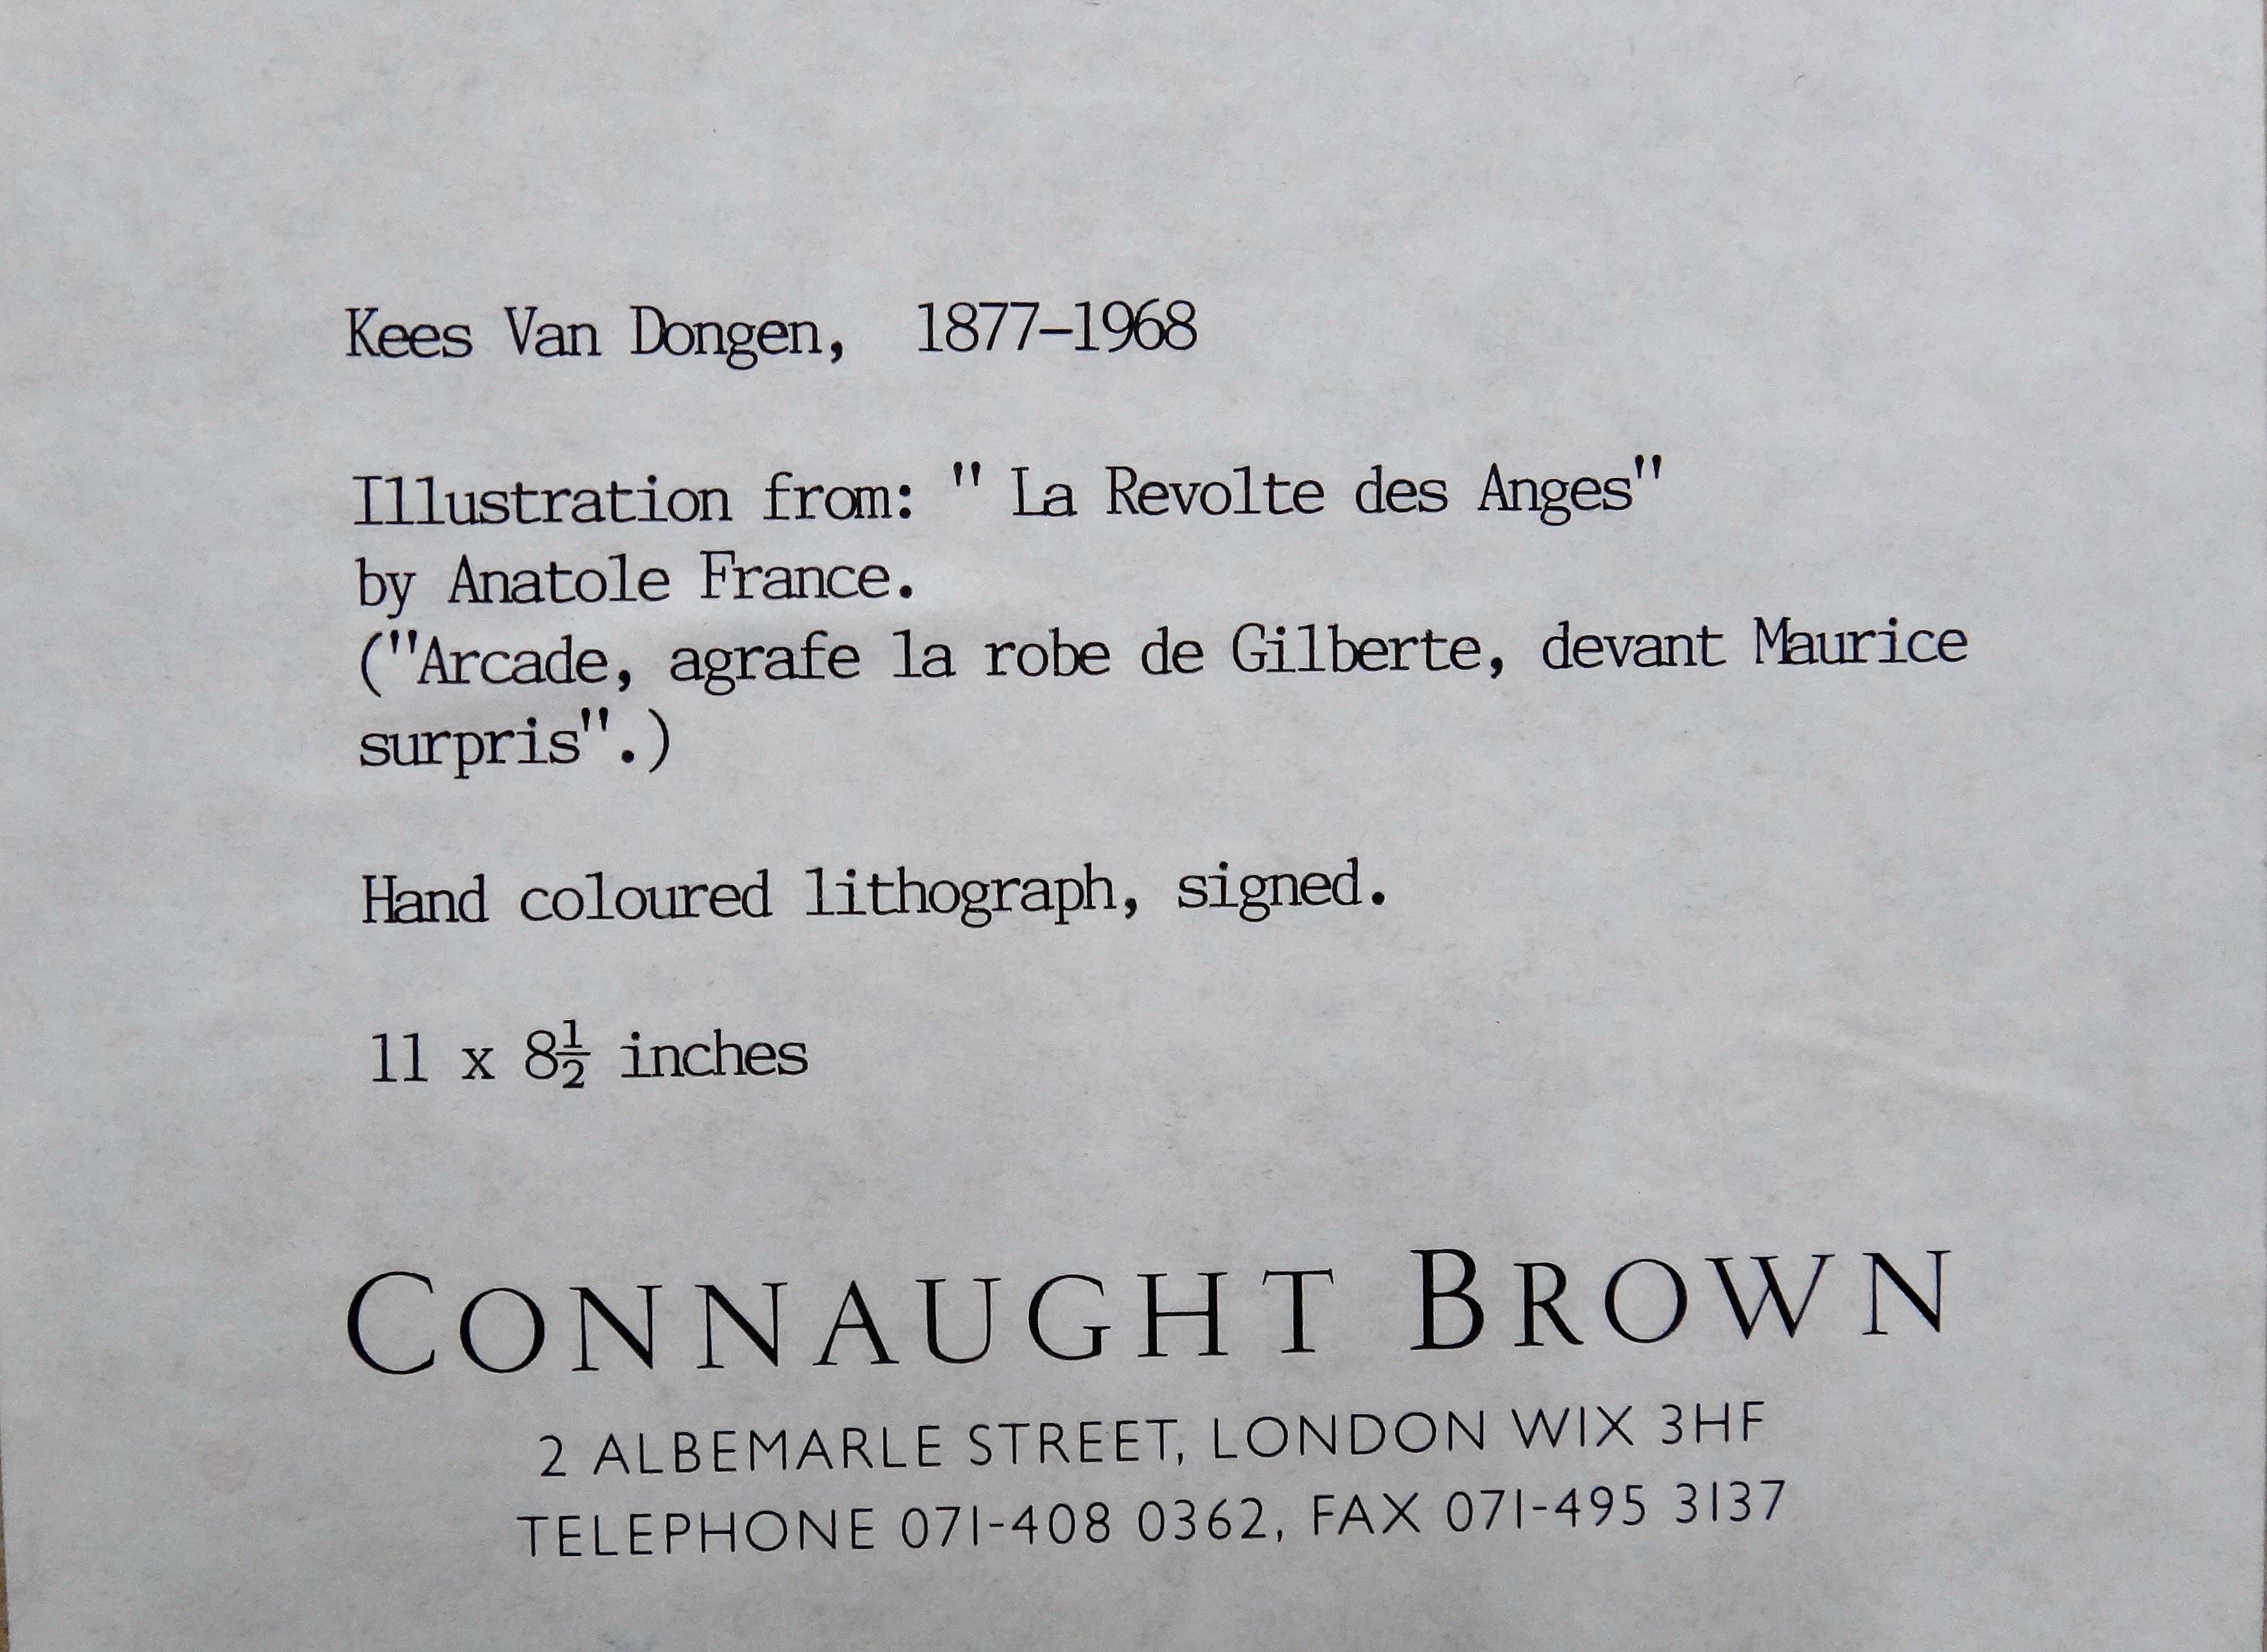 Kees Van Dongen, 1877-1968
Illustration from: " La Revolte des Anges"
by Anatole France.
("Arcade, agrafe la robe de Gilberte, devant Maurice
surpris".)
Hand coloured lithograph, signed.
11 x 8½ inches
CONNAUGHT BROWN
2 ALBEMARLE STREET, LONDON W1X 3HF
TELEPHONE 071-408 0362, FAX 071-495 3137